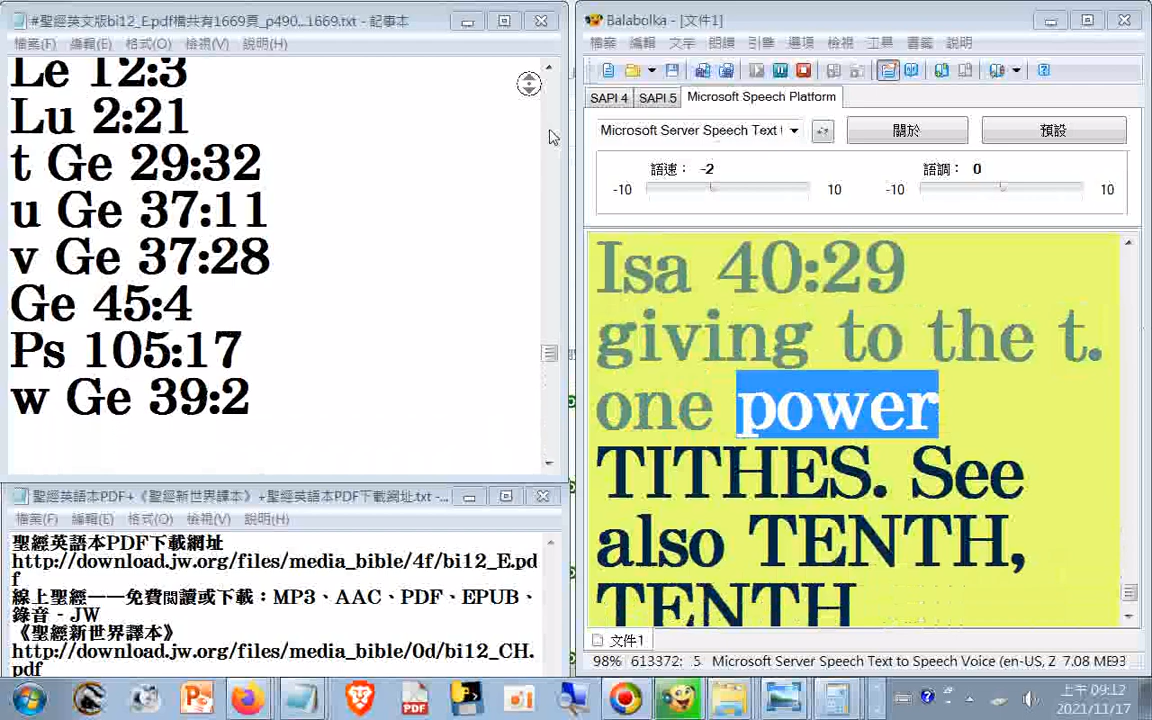 #聖經英文版bi12_E.pdf橫共有1669頁_p490..._1669.txt - 記事本
檔案(F) 編輯(E) 格式(O) 檢視(V) 說明(H)
Le 12:3
Lu 2:21
t Ge 29:32
u Ge 37:11
v Ge 37:28
Ge 45:4
Ps 105:17
w Ge 39:2
聖經英語本PDF+《聖經新世界譯本》+聖經英語本PDF下載網址.txt - ...
檔案(F) 編輯(E) 格式(O) 檢視(V) 說明(H)
聖經英語本PDF下載網址
http://download.jw.org/files/media_bible/4f/bi12_E.pd
f
線上聖經——免費閱讀或下載：MP3、AAC、PDF、EPUB、
錄音 - JW
《聖經新世界譯本》
http://download.jw.org/files/media_bible/0d/bi12_CH.
pdf
Balabolka - [文件1]
檔案 編輯 文字 朗讀 引擎 選項 檢視 工具 書籤 說明
SAPI 4 SAPI 5 Microsoft Speech Platform
Microsoft Server Speech Text 關於 預設
語速： -2 語調： 0
-10 10 -10 10
Isa 40:29
giving to the t.
one power
TITHES. See
also TENTH,
TENTH
文件1
98% 613372: 5 Microsoft Server Speech Text to Speech Voice (en-US, Z 7.08 ME93
上午 09:12
2021/11/17